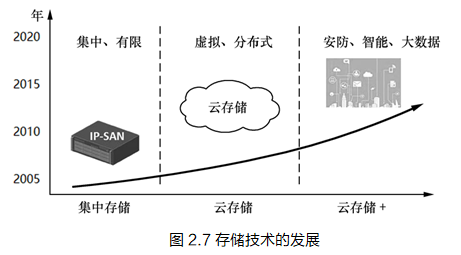 年
2020
2015
2010
2005
集中、有限
虚拟、分布式
安防、智能、大数据
IP-SAN
云存储
集中存储
云存储
云存储 +
图 2.7 存储技术的发展